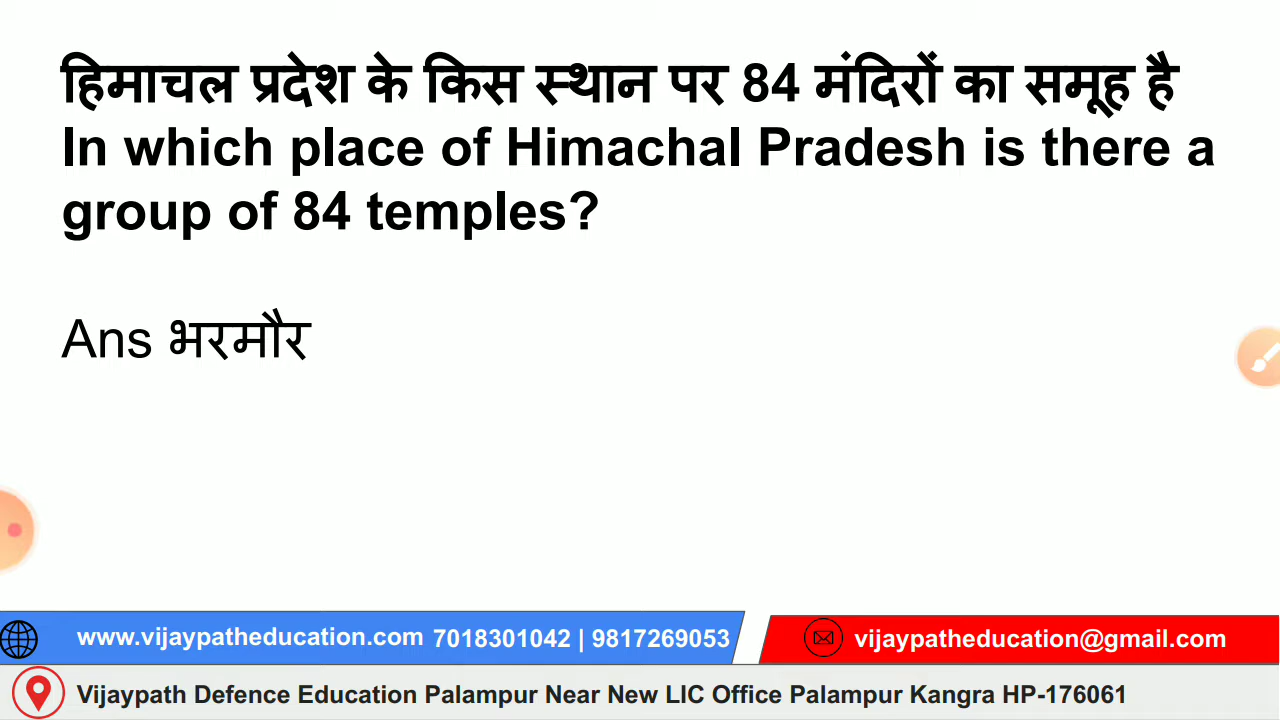 हिमाचल प्रदेश के किस स्थान पर 84 मंदिरों का समूह है
In which place of Himachal Pradesh is there a
group of 84 temples?
Ans भरमौर
www.vijaypatheducation.com 7018301042 | 9817269053
vijaypatheducation@gmail.com
Vijaypath Defence Education Palampur Near New LIC Office Palampur Kangra HP-176061